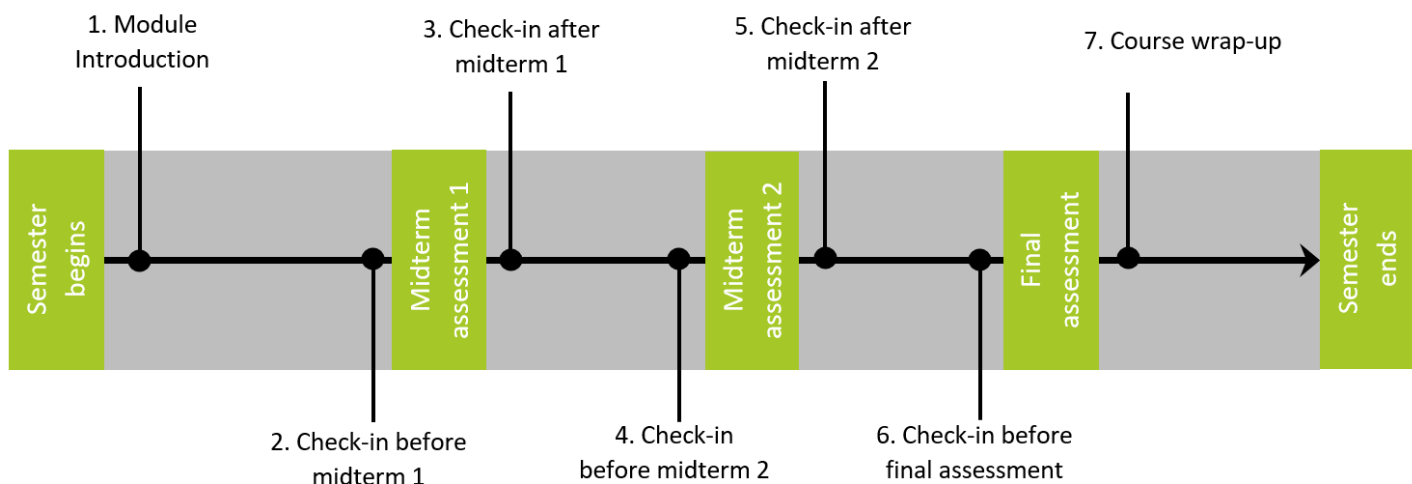 1. Module
Introduction
3. Check-in after
midterm 1
5. Check-in after
midterm 2
7. Course wrap-up
Semester
begins
Midterm
assessment 1
Midterm
assessment 2
Final
assessment
Semester
ends
2. Check-in before
midterm 1
4. Check-in
before midterm 2
6. Check-in before
final assessment